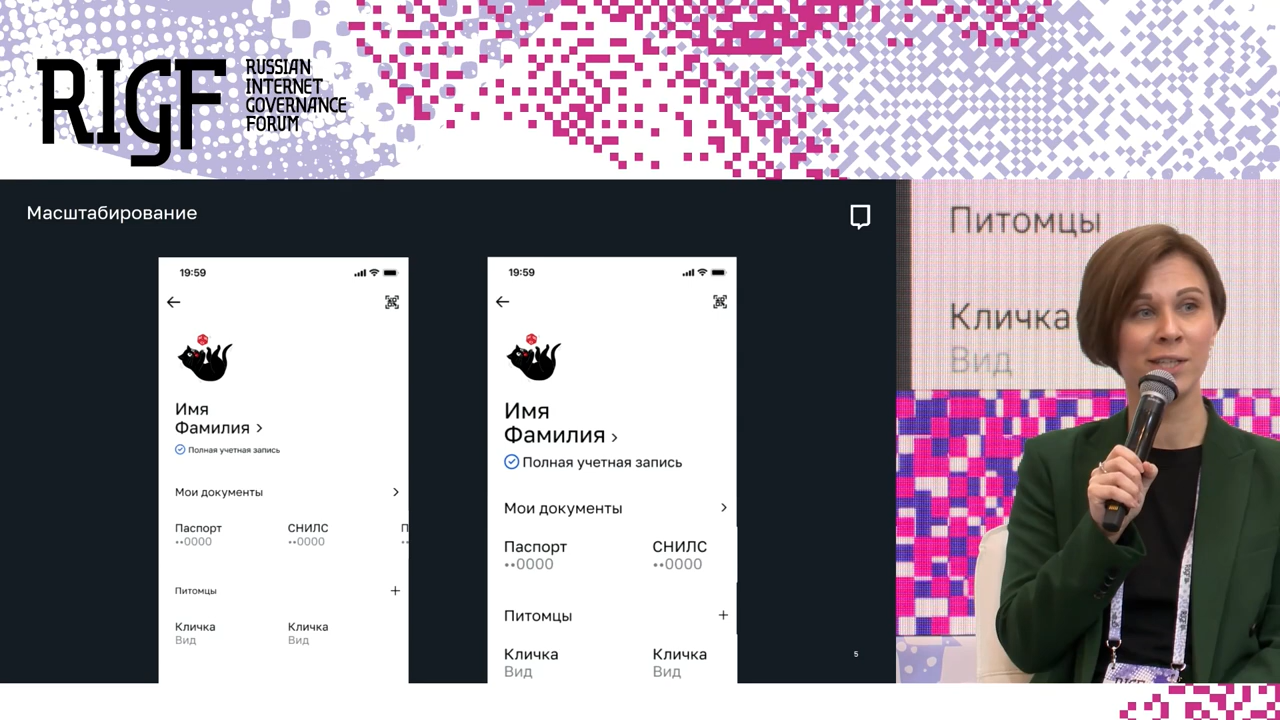 RIGF
RUSSIAN
INTERNET
GOVERNANCE
FORUM
Масштабирование
19:59
Имя
Фамилия
Полная учетная запись
Мои документы
Паспорт СНИЛС П
••0000 ••0000 ••
Питомцы
Кличка Кличка
Вид Вид
19:59
Имя
Фамилия
Полная учетная запись
Мои документы
Паспорт СНИЛС
••0000 ••0000
Питомцы
Кличка Кличка
Вид Вид
5
Питомцы
Кличка
Вид
RIGF